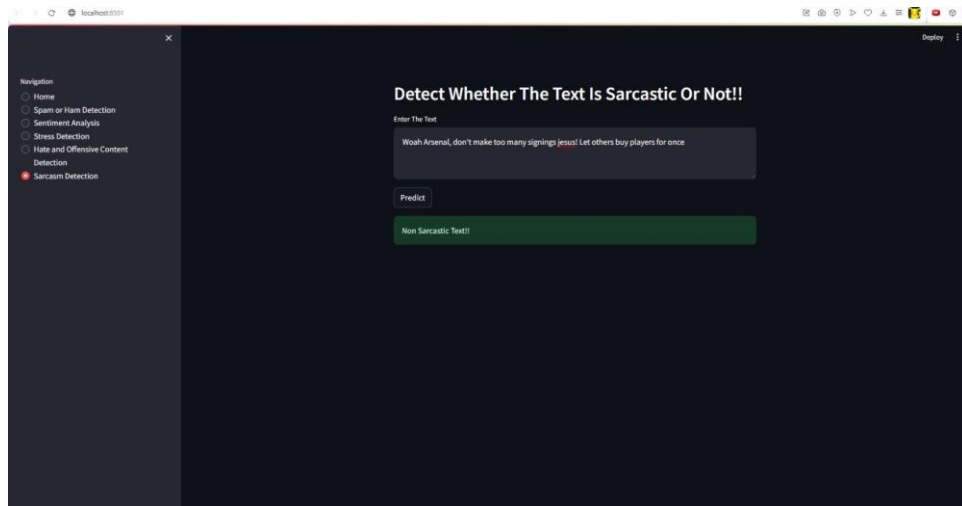 localhost:8501
Deploy
Navigation
Home
Spam or Ham Detection
Sentiment Analysis
Stress Detection
Hate and Offensive Content
Detection
Sarcasm Detection
Detect Whether The Text Is Sarcastic Or Not!!
Enter The Text
Woah Arsenal, don't make too many signings jesus! Let others buy players for once
Predict
Non Sarcastic Text!!